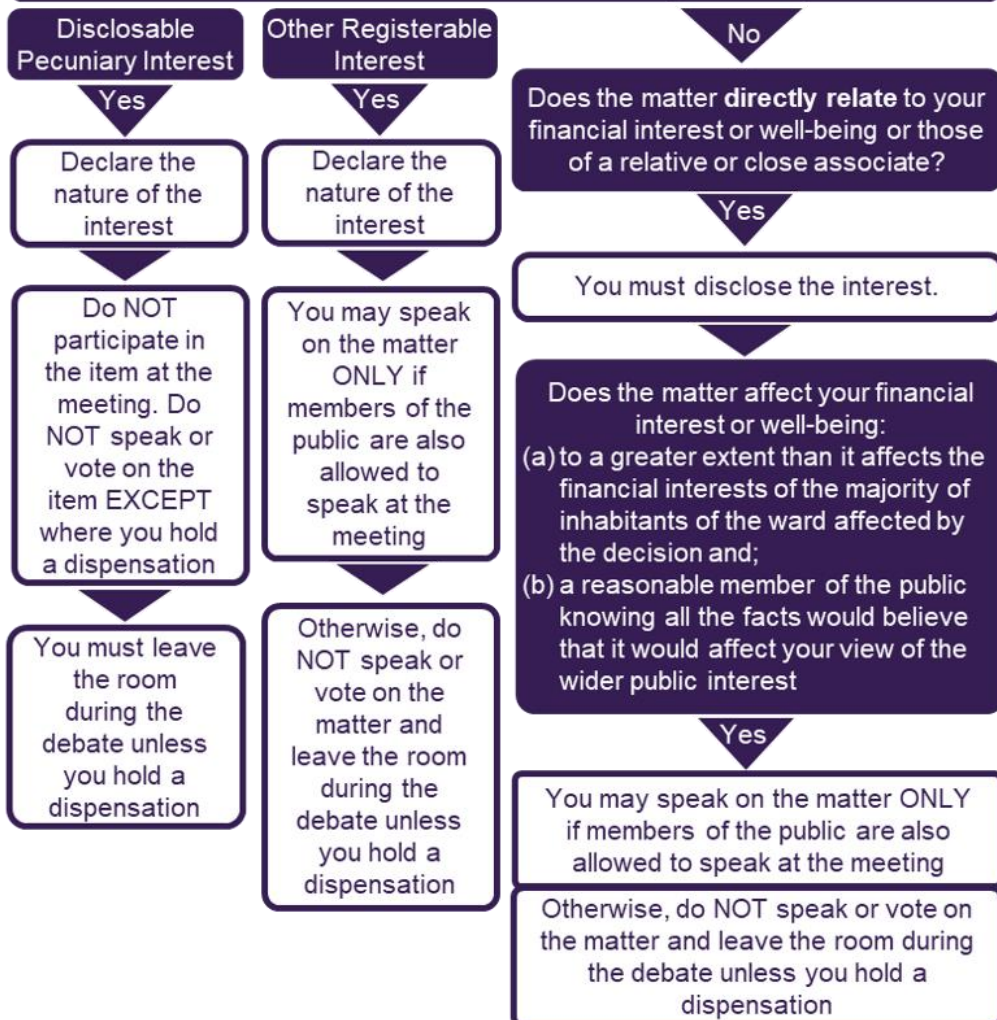 Disclosable
Pecuniary Interest
Yes
Declare the
nature of the
interest
Do NOT
participate in
the item at the
meeting. Do
NOT speak or
vote on the
item EXCEPT
where you hold
a dispensation
You must leave
the room
during the
debate unless
you hold a
dispensation
Other Registerable
Interest
Yes
Declare the
nature of the
interest
You may speak
on the matter
ONLY if
members of the
public are also
allowed to
speak at the
meeting
Otherwise, do
NOT speak or
vote on the
matter and
leave the room
during the
debate unless
you hold a
dispensation
No
Does the matter directly relate to your
financial interest or well-being or those
of a relative or close associate?
Yes
You must disclose the interest.
Does the matter affect your financial
interest or well-being:
(a) to a greater extent than it affects the
financial interests of the majority of
inhabitants of the ward affected by
the decision and;
(b) a reasonable member of the public
knowing all the facts would believe
that it would affect your view of the
wider public interest
Yes
You may speak on the matter ONLY
if members of the public are also
allowed to speak at the meeting
Otherwise, do NOT speak or vote on
the matter and leave the room during
the debate unless you hold a
dispensation